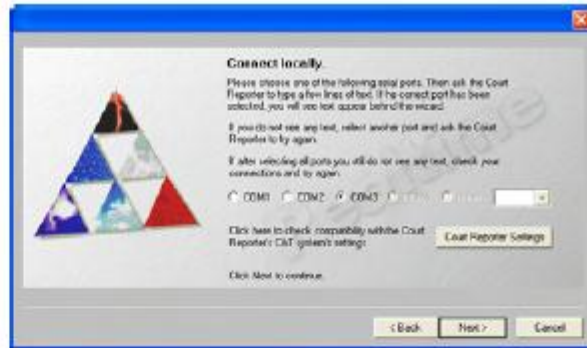 Connect locally.
Please choose one of the following serial ports. Then ask the Court
Reporter to type a few lines of text. If the correct port has been
selected, you will see text appear behind the wizard.
If you do not see any text, select another port and ask the Court
Reporter to try again.
If after selecting all ports you still do not see any text, check your
connections and try again.
COM1 COM2 COM3
Click here to check compatibility with the Court
Reporter's CAT system's settings
Court Reporter Settings
Click Next to continue.
< Back Next > Cancel
Realtime